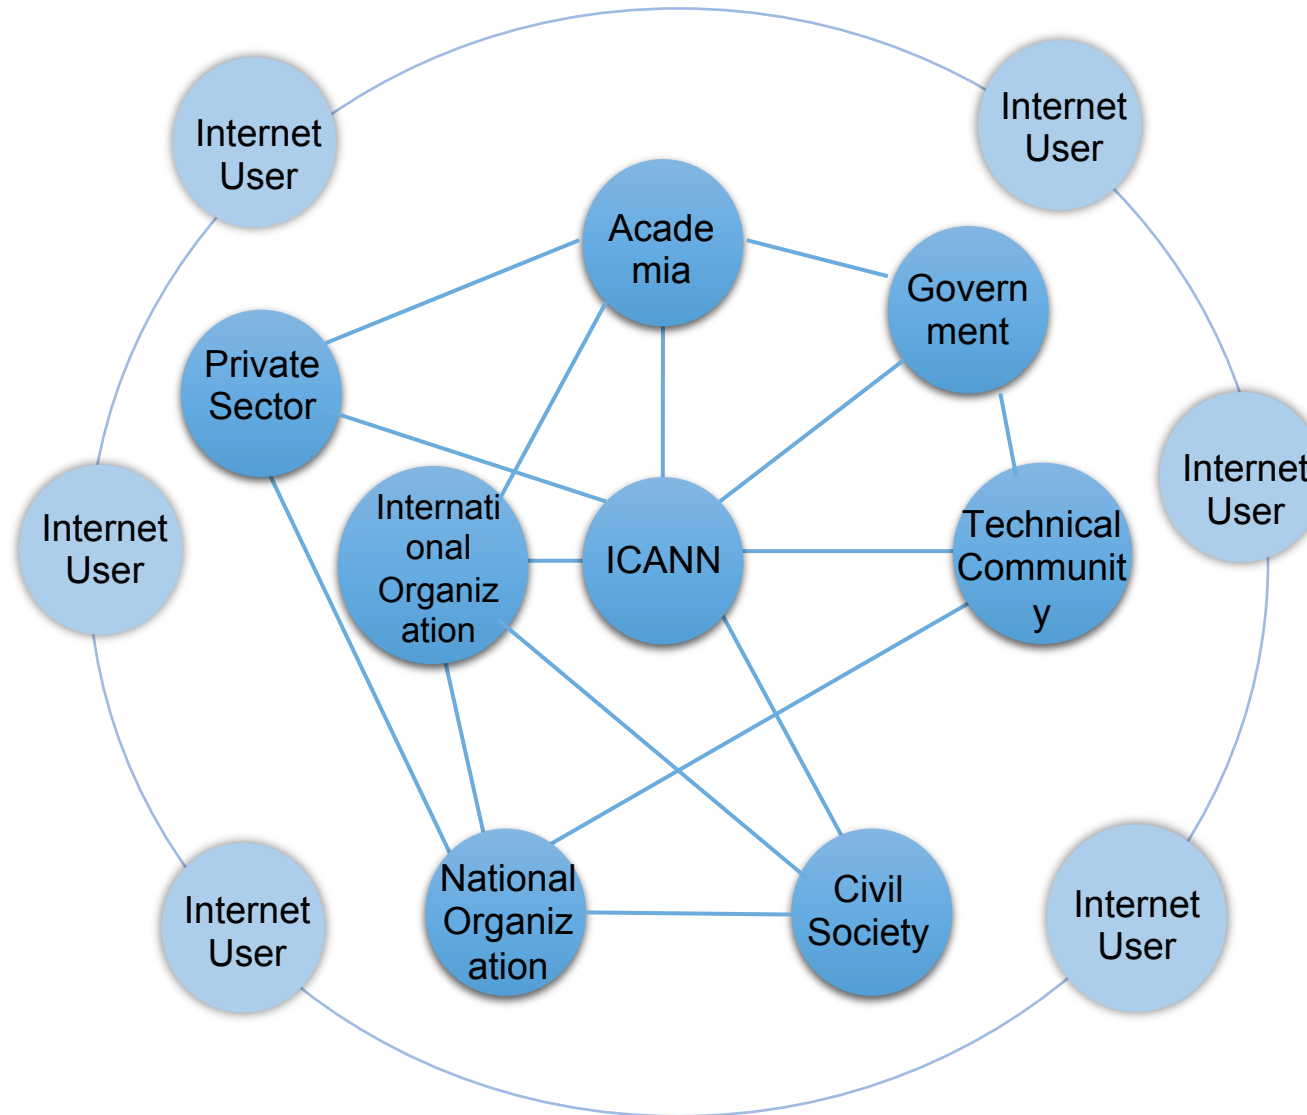 Internet
User
Internet
User
Acade
mia
Govern
ment
Private
Sector
Internet
User
Internati
onal
Organiz
ation
ICANN
Technical
Communit
y
Internet
User
National
Organiz
ation
Civil
Society
Internet
User
Internet
User